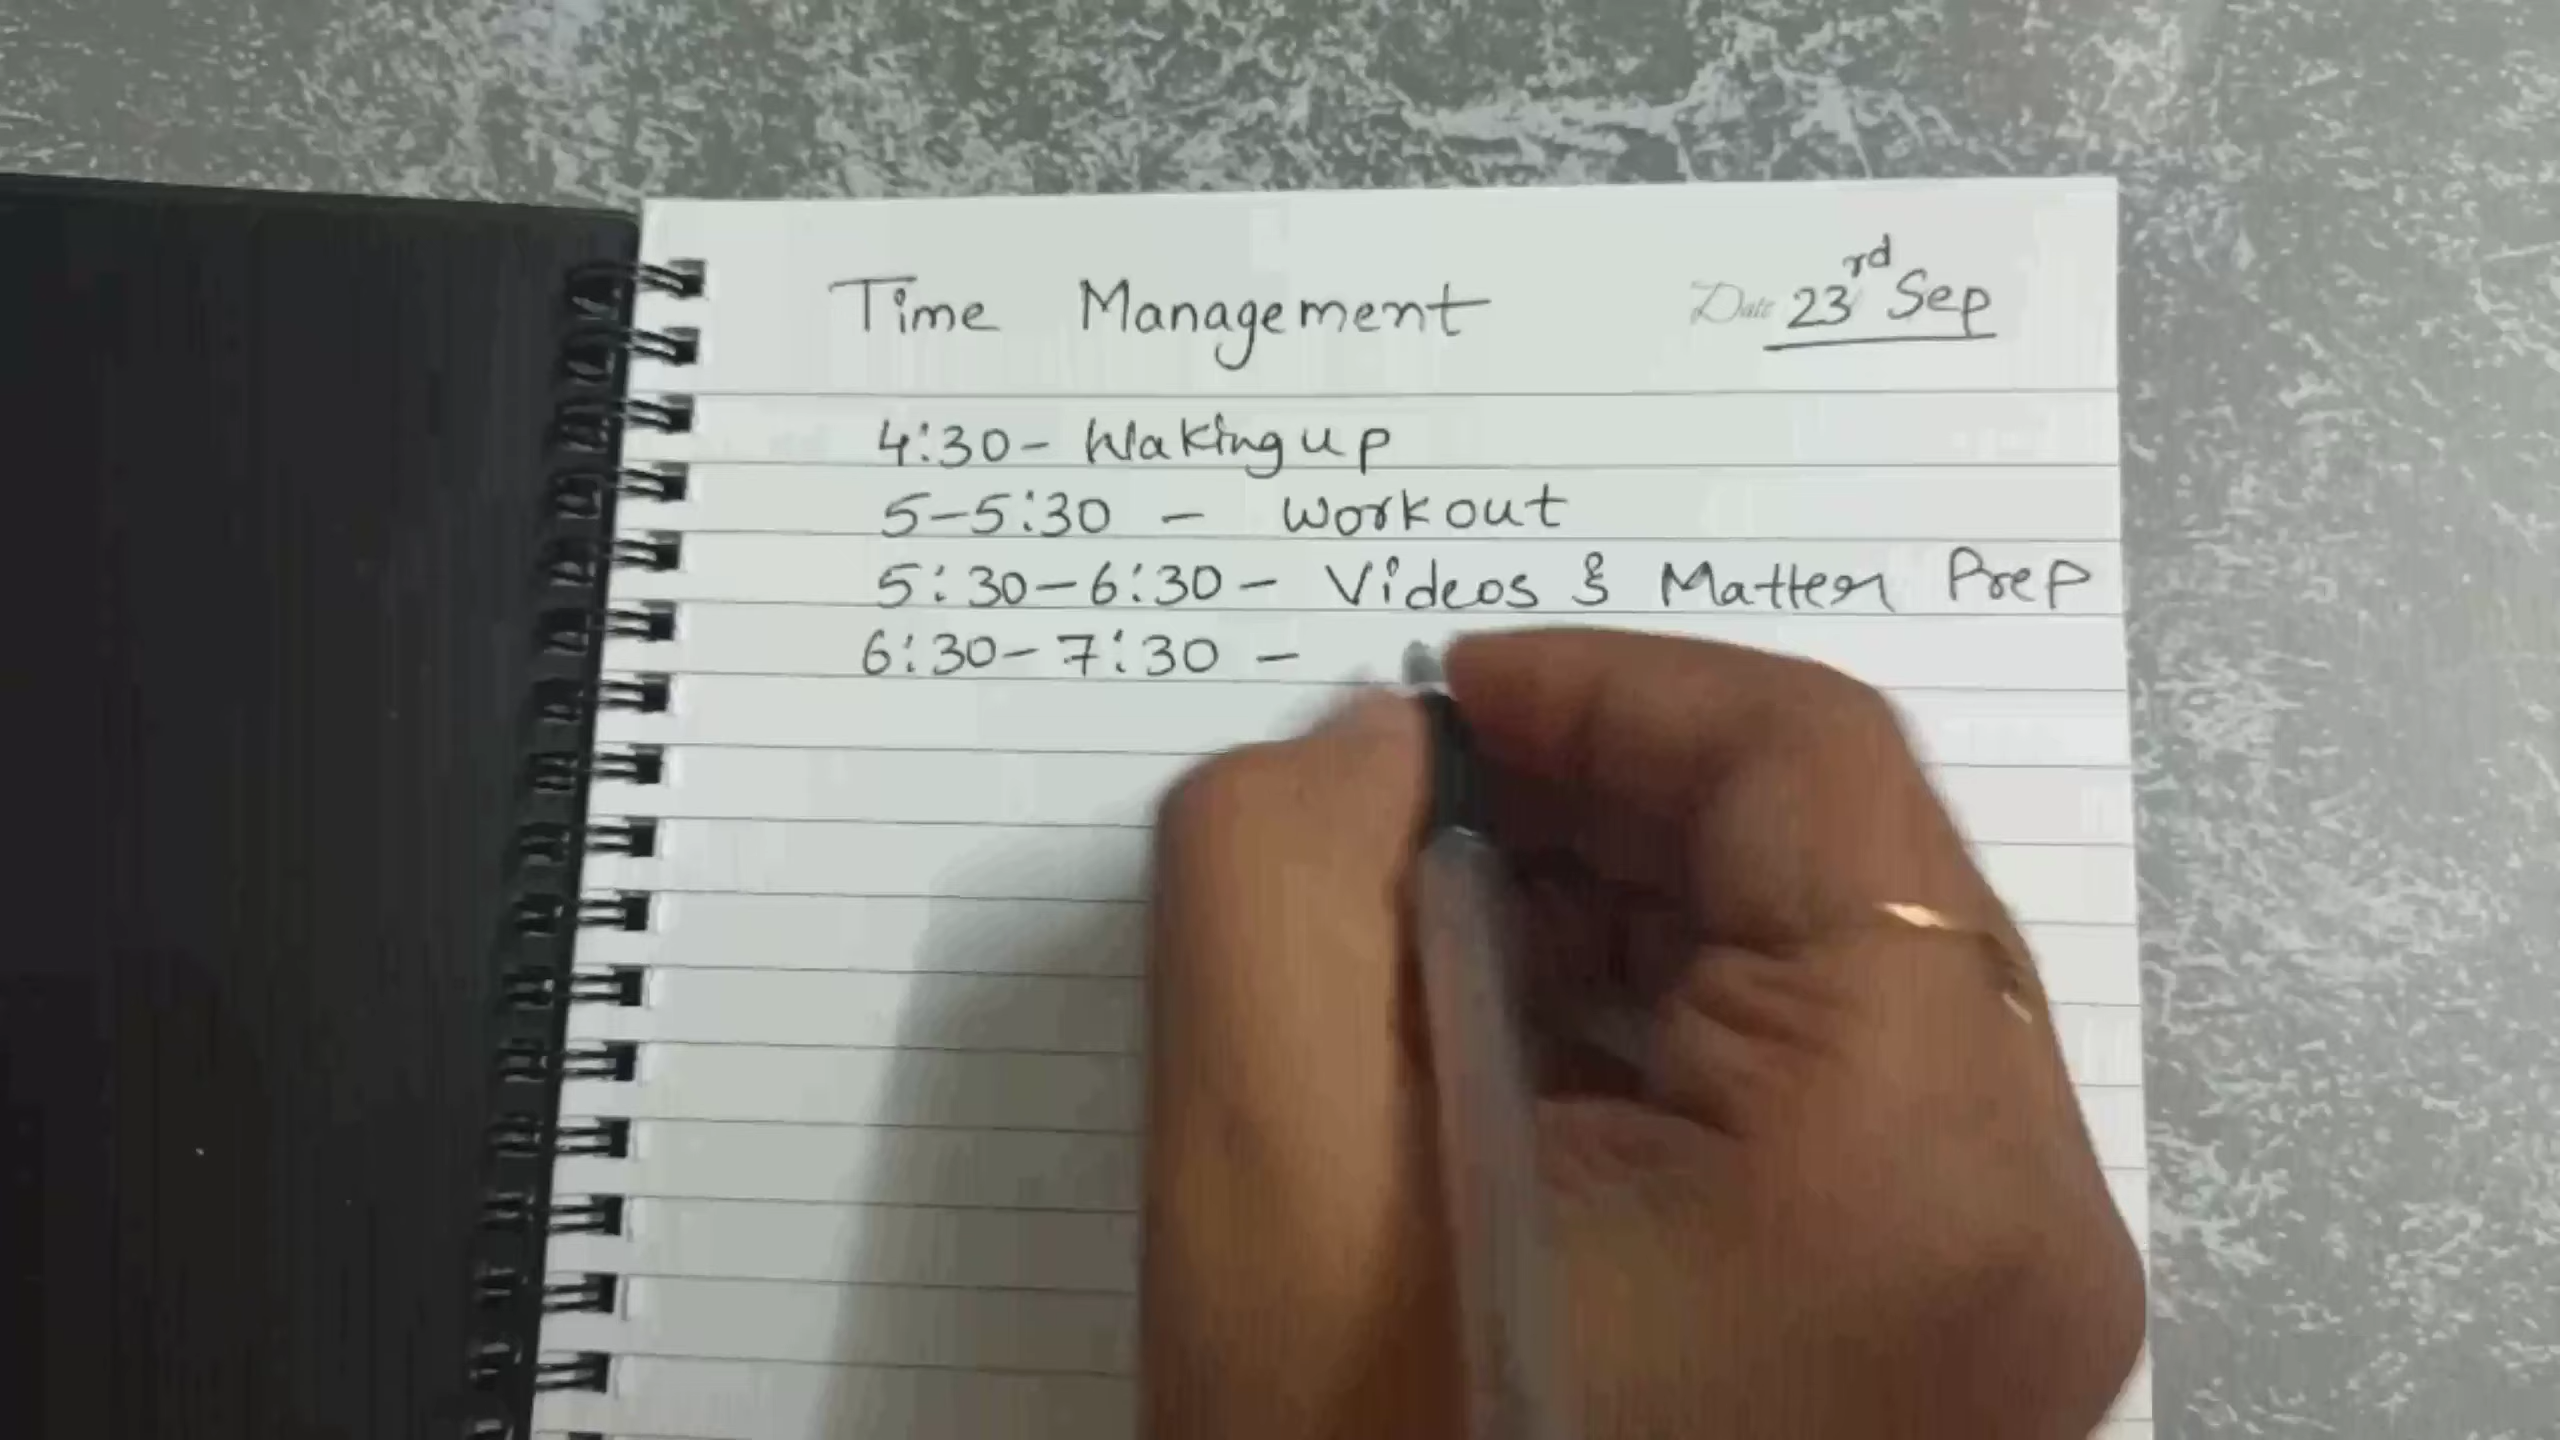 Time Management
Date 23rd Sep
4:30 - Waking up
5-5:30 - Workout
5:30-6:30 - Videos & Matter Prep
6:30-7:30 -